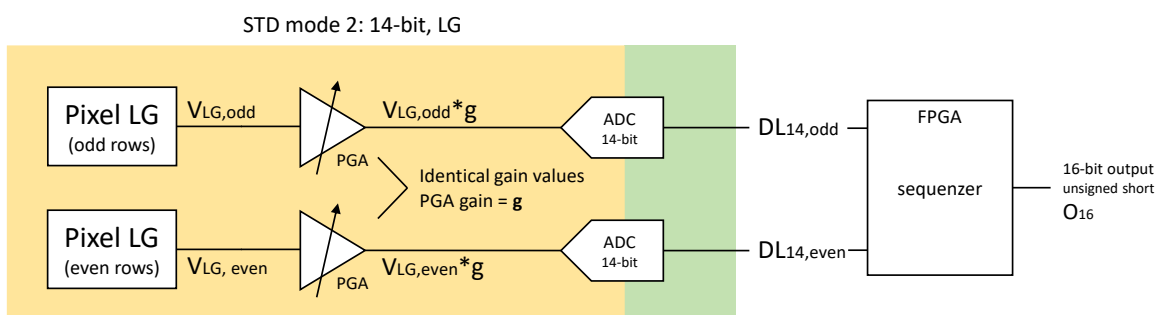 STD mode 2: 14-bit, LG
Pixel LG
(odd rows)
VLG,odd
PGA
VLG,odd*g
ADC
14-bit
DL14,odd
Identical gain values
PGA gain = g
Pixel LG
(even rows)
VLG, even
PGA
VLG,even*g
ADC
14-bit
DL14,even
FPGA
sequenzer
16-bit output
unsigned short
O16